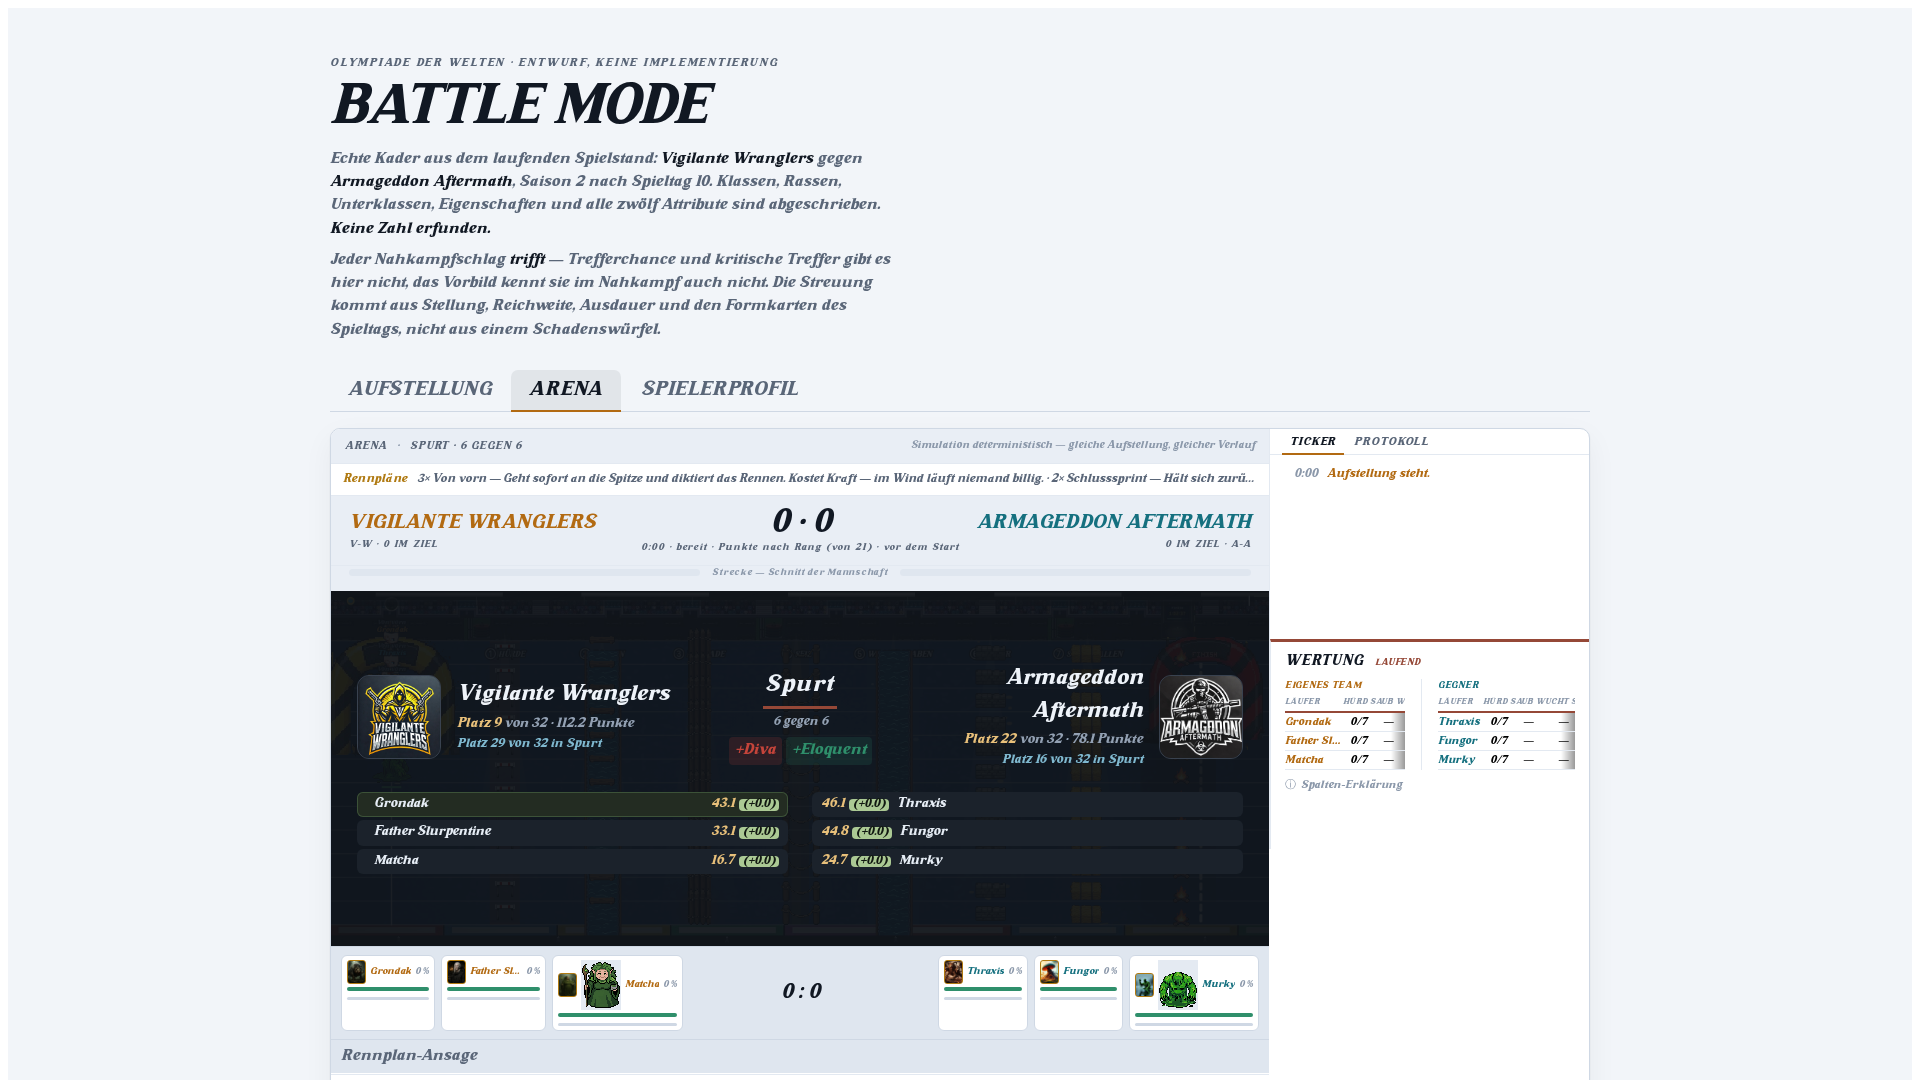 OLYMPIADE DER WELTEN · ENTWURF, KEINE IMPLEMENTIERUNG
BATTLE MODE
Echte Kader aus dem laufenden Spielstand: Vigilante Wranglers gegen
Armageddon Aftermath, Saison 2 nach Spieltag 10. Klassen, Rassen,
Unterklassen, Eigenschaften und alle zwölf Attribute sind abgeschrieben.
Keine Zahl erfunden.
Jeder Nahkampfschlag trifft — Trefferchance und kritische Treffer gibt es
hier nicht, das Vorbild kennt sie im Nahkampf auch nicht. Die Streuung
kommt aus Stellung, Reichweite, Ausdauer und den Formkarten des
Spieltags, nicht aus einem Schadenswürfel.
AUFSTELLUNG ARENA SPIELERPROFIL
ARENA · SPURT · 6 GEGEN 6
Simulation deterministisch — gleiche Aufstellung, gleicher Verlauf
Rennpläne 3× Von vorn — Geht sofort an die Spitze und diktiert das Rennen. Kostet Kraft — im Wind läuft niemand billig. · 2× Schlusssprint — Hält sich zurü...
VIGILANTE WRANGLERS
V-W · 0 IM ZIEL
0 · 0
0:00 · bereit · Punkte nach Rang (von 21) · vor dem Start
ARMAGEDDON AFTERMATH
0 IM ZIEL · A-A
Strecke — Schnitt der Mannschaft
VIGILANTE
WRANGLERS
Vigilante Wranglers
Platz 9 von 32 · 112.2 Punkte
Platz 29 von 32 in Spurt
Spurt
6 gegen 6
+Diva +Eloquent
Armageddon
Aftermath
Platz 22 von 32 · 78.1 Punkte
Platz 16 von 32 in Spurt
ARMAGEDDON
AFTERMATH
Grondak 43.1 (+0.0)
46.1 (+0.0) Thraxis
Father Slurpentine 33.1 (+0.0)
44.8 (+0.0) Fungor
Matcha 16.7 (+0.0)
24.7 (+0.0) Murky
Grondak 0 %
Father Sl... 0 %
Matcha 0 %
0 : 0
Thraxis 0 %
Fungor 0 %
Murky 0 %
Rennplan-Ansage
TICKER PROTOKOLL
0:00 Aufstellung steht.
WERTUNG LAUFEND
EIGENES TEAM
LÄUFER HÜRD SAUB W
Grondak 0/7 —
Father Sl... 0/7 —
Matcha 0/7 —
GEGNER
LÄUFER HÜRD SAUB WUCHT S
Thraxis 0/7 — —
Fungor 0/7 — —
Murky 0/7 — —
ⓘ Spalten-Erklärung